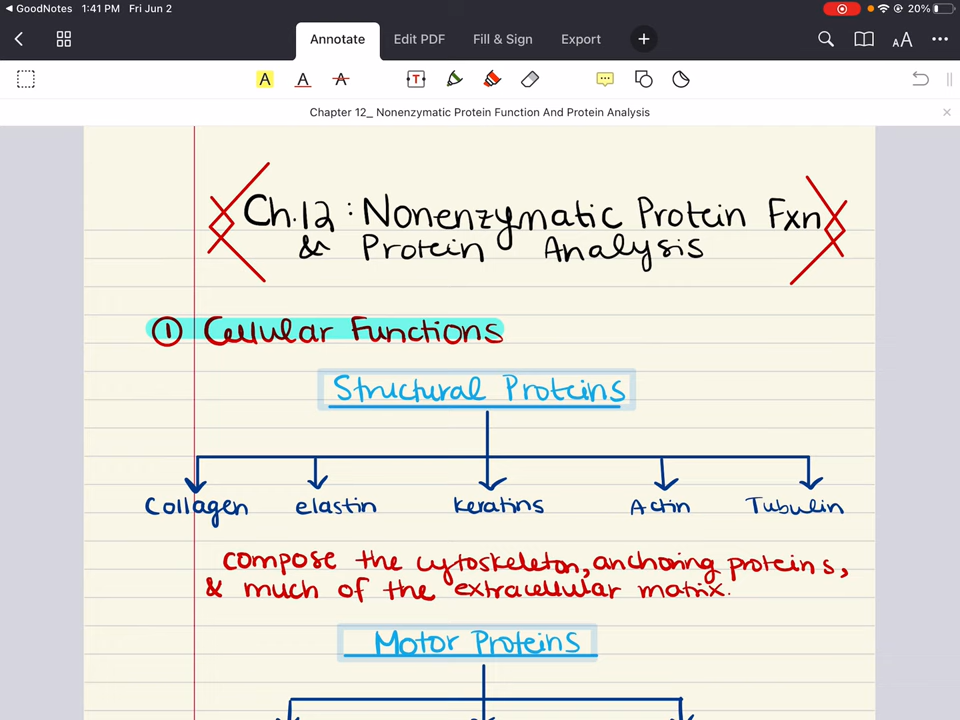 GoodNotes 1:41 PM Fri Jun 2 20%
Annotate Edit PDF Fill & Sign Export
A A A T AA
Chapter 12_ Nonenzymatic Protein Function And Protein Analysis
Ch.12 : Nonenzymatic Protein Fxn
& Protein Analysis
① Cellular Functions
Structural Proteins
Collagen elastin keratins Actin Tubulin
compose the cytoskeleton, anchoring proteins,
& much of the extracellular matrix.
Motor Proteins